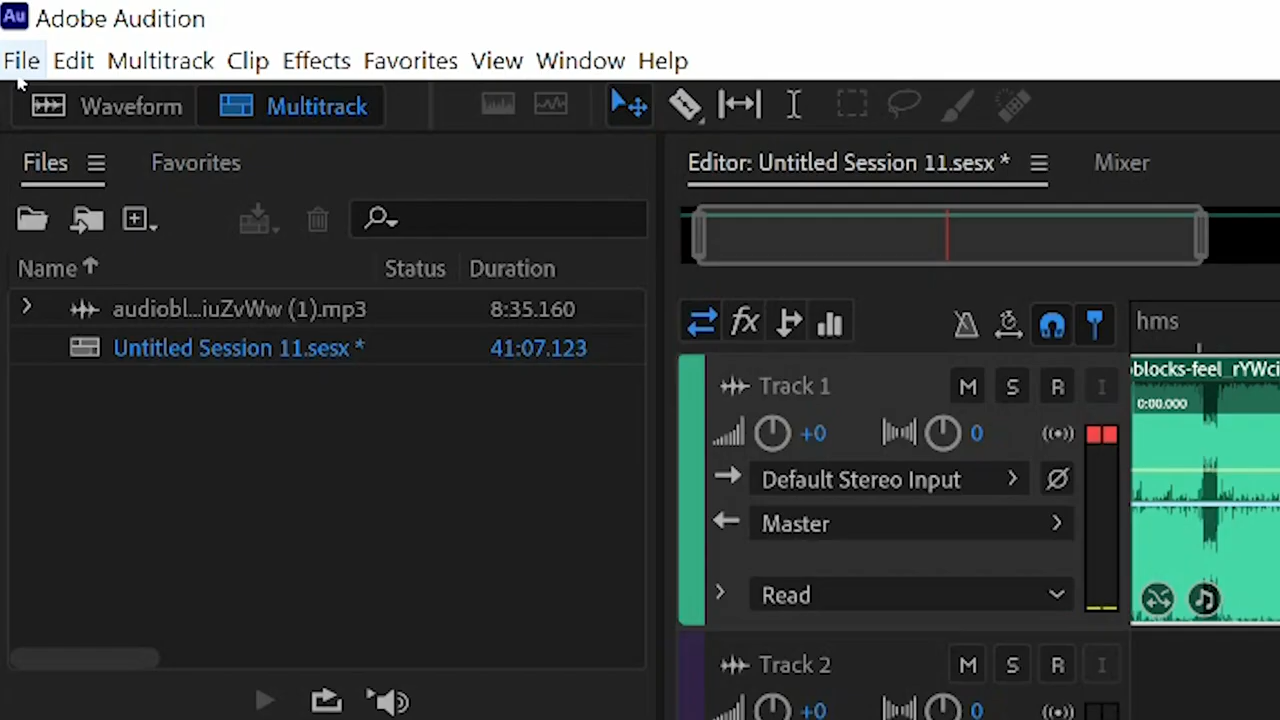 Au Adobe Audition
File Edit Multitrack Clip Effects Favorites View Window Help
Waveform Multitrack
Files Favorites
Editor: Untitled Session 11.sesx * Mixer
Name Status Duration
audiobl...iuZvWw (1).mp3 8:35.160
Untitled Session 11.sesx * 41:07.123
fx
hms
Track 1 M S R I
blocks-feel_rYWci
0:00.000
+0 0
Default Stereo Input
Master
Read
Track 2 M S R I
+0 0